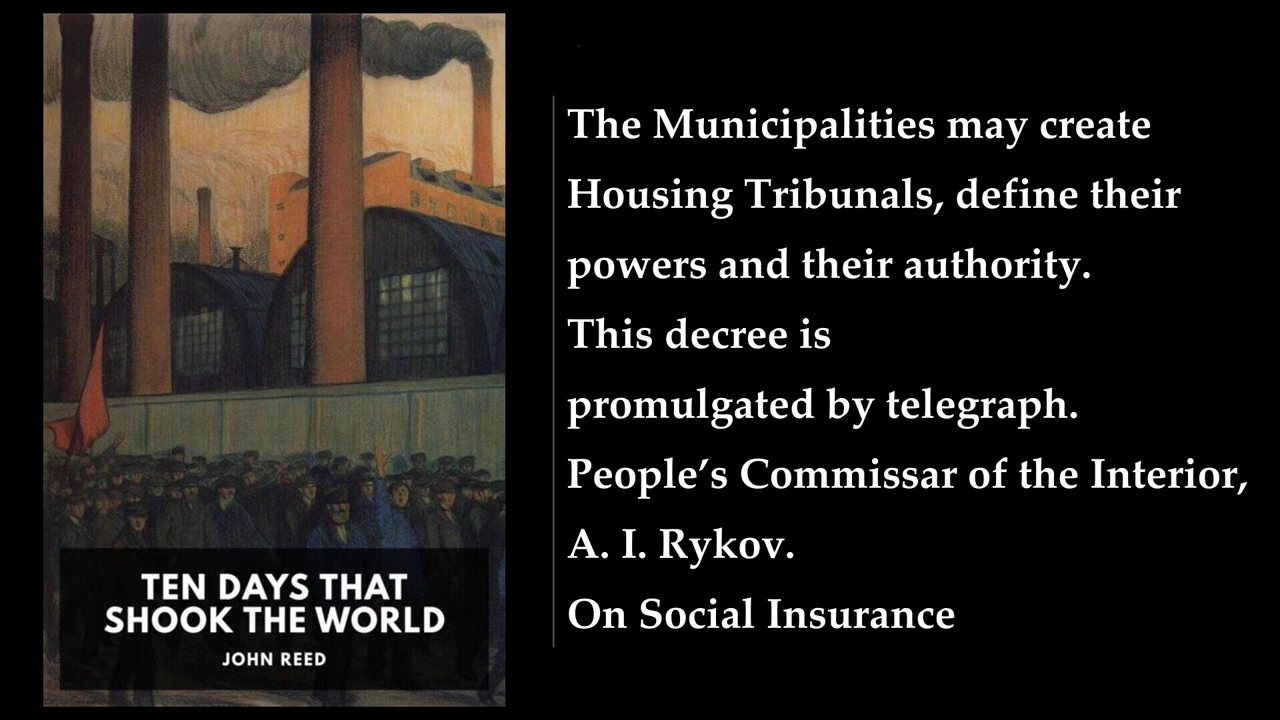 TEN DAYS THAT
SHOOK THE WORLD
JOHN REED
The Municipalities may create
Housing Tribunals, define their
powers and their authority.
This decree is
promulgated by telegraph.
People’s Commissar of the Interior,
A. I. Rykov.
On Social Insurance